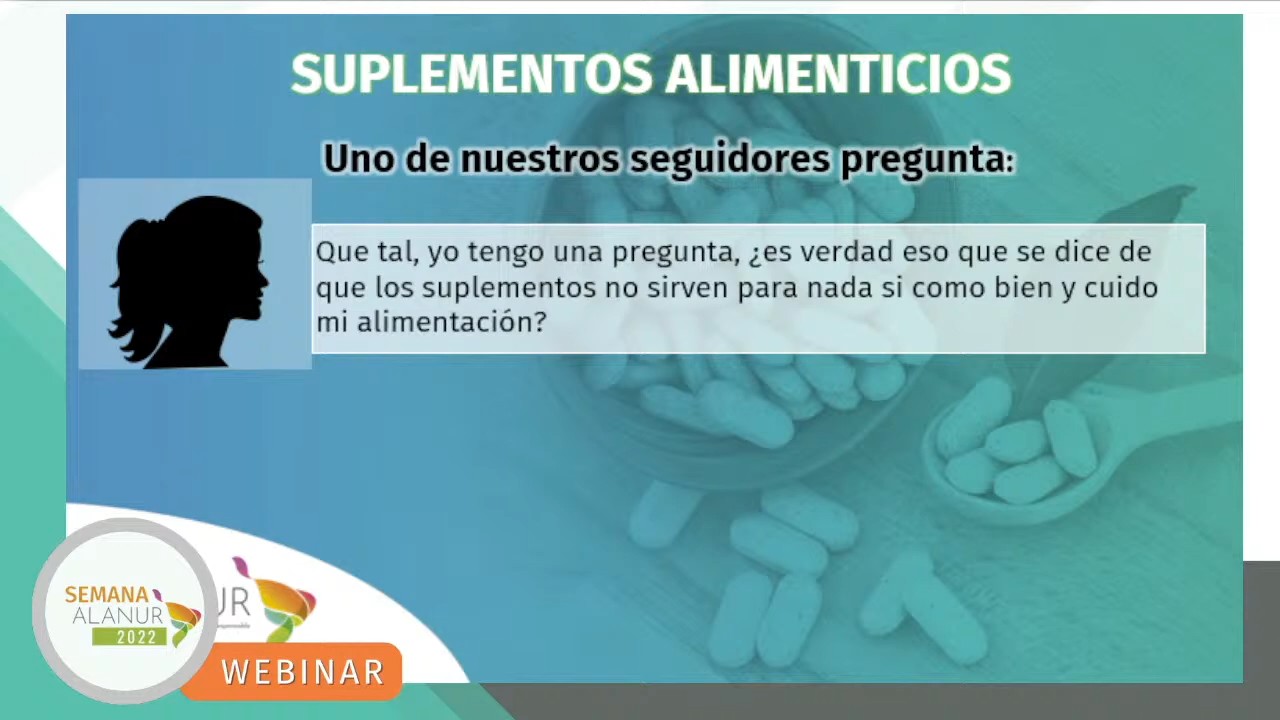 SUPLEMENTOS ALIMENTICIOS
Uno de nuestros seguidores pregunta:
Que tal, yo tengo una pregunta, ¿es verdad eso que se dice de
que los suplementos no sirven para nada si como bien y cuido
mi alimentación?
SEMANA
ALANUR
2022
UR
WEBINAR